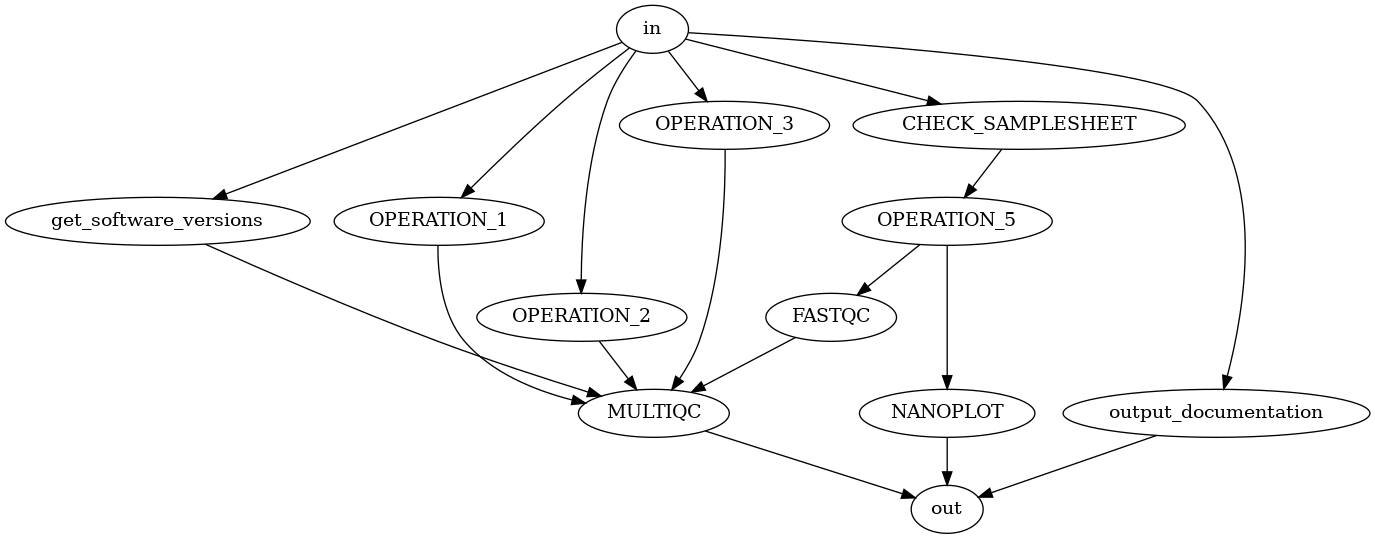 in
OPERATION_3
CHECK_SAMPLESHEET
get_software_versions
OPERATION_1
OPERATION_5
OPERATION_2
FASTQC
MULTIQC
NANOPLOT
output_documentation
out